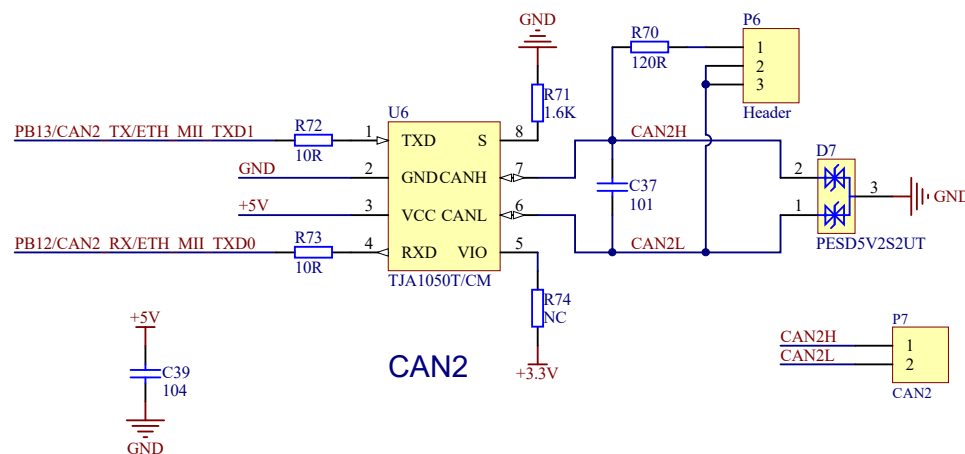 GND
P6
R70
120R
1
2
3
Header
R71
1.6K
U6
PB13/CAN2_TX/ETH_MII_TXD1
R72
10R
1
TXD
S
8
CAN2H
GND
2
GND
CANH
7
C37
101
D7
2
3
GND
1
PESD5V2S2UT
+5V
3
VCC
CANL
6
CAN2L
PB12/CAN2_RX/ETH_MII_TXD0
R73
10R
4
RXD
VIO
5
TJA1050T/CM
R74
NC
+3.3V
CAN2
+5V
C39
104
GND
P7
CAN2H
1
CAN2L
2
CAN2